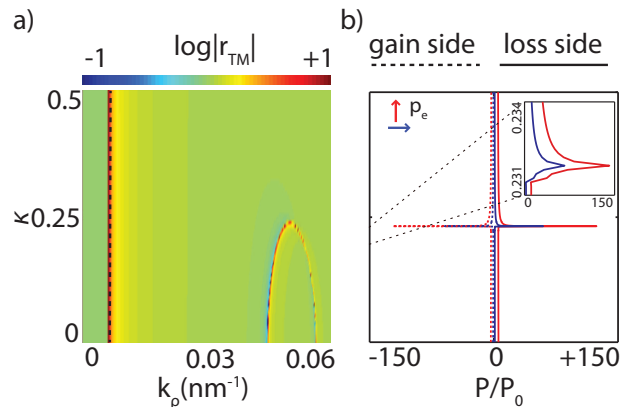 a)
log|r_TM|
-1
+1
0.5
κ
0.25
0
0
0.03
0.06
k_ρ(nm⁻¹)
b)
gain side
loss side
p_e
0.234
0.231
0
150
-150
0
+150
P/P₀